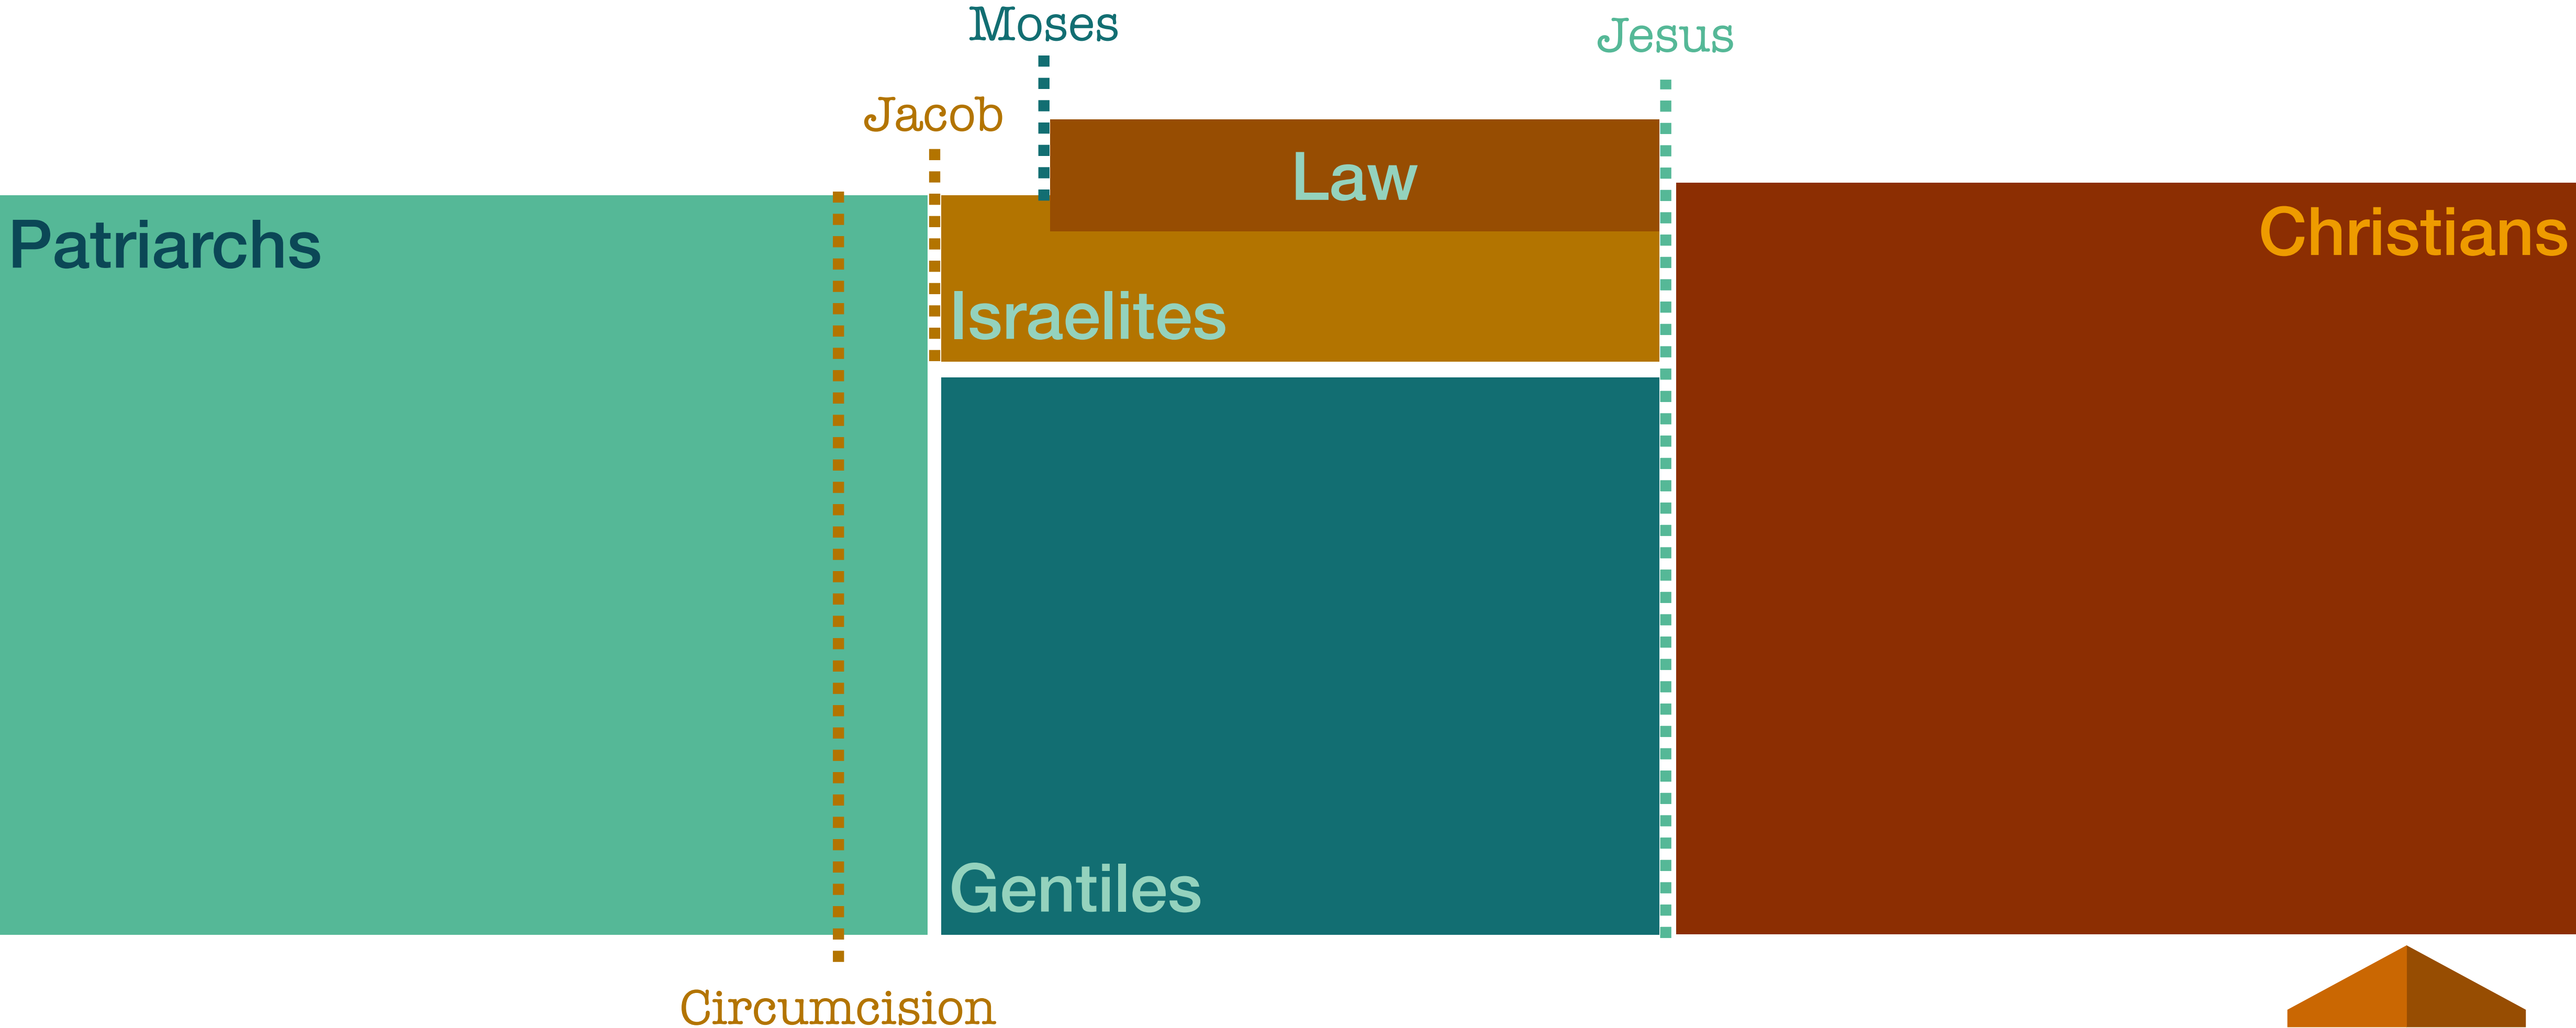 Moses
Jesus
Jacob
Law
Patriarchs
Christians
Israelites
Gentiles
Circumcision